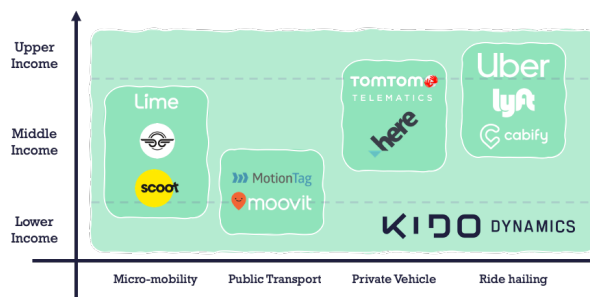 Upper
Income
Middle
Income
Lower
Income
Lime
scoot
MotionTag
moovit
TOMTOM
TELEMATICS
here
Uber
lyft
cabify
KIDO DYNAMICS
Micro-mobility
Public Transport
Private Vehicle
Ride hailing